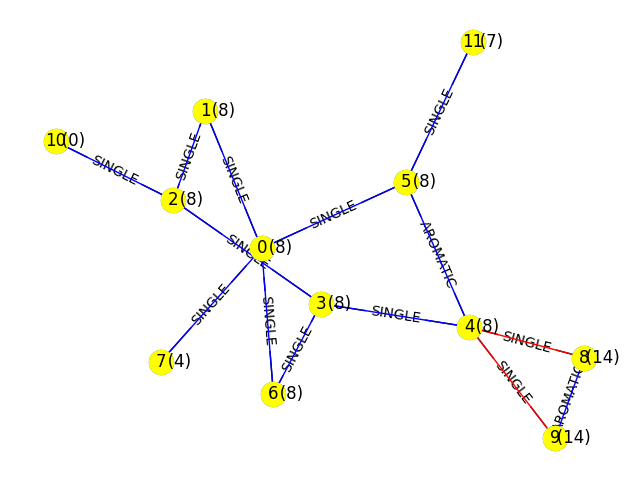 11(7)
1(8)
SINGLE
10(0)
SINGLE
SINGLE
SINGLE
5(8)
2(8)
SINGLE
AROMATIC
SINGLE
0(8)
SINGLE
3(8)
SINGLE
SINGLE
4(8)
SINGLE
SINGLE
8(14)
7(4)
SINGLE
6(8)
AROMATIC
9(14)